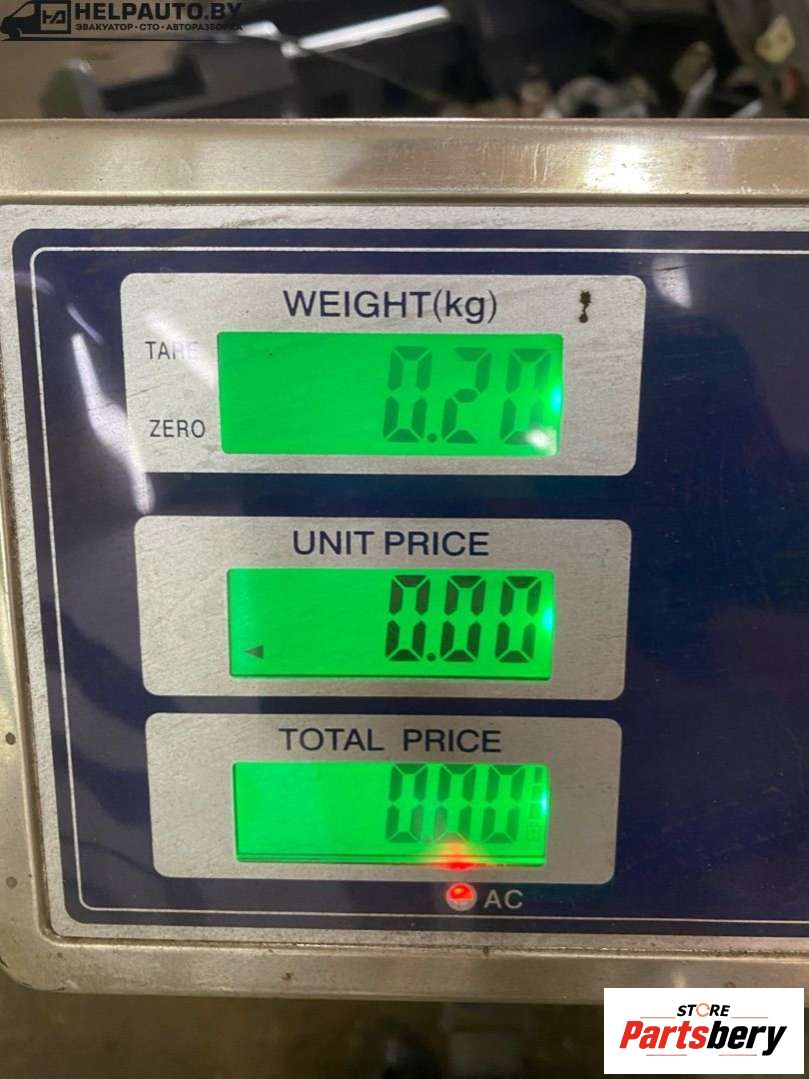 HELPAUTO.BY
ЭВАКУАТОР•СТО•АВТОРАЗБОРКА
WEIGHT(kg)
TARE
0.20
ZERO
UNIT PRICE
0.00
TOTAL PRICE
0.00
AC
STORE
Partsbery